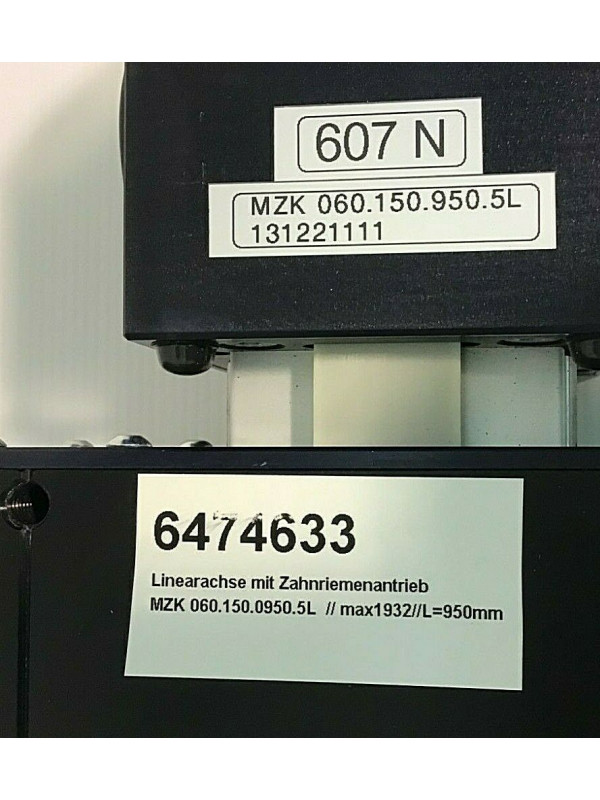 607 N
MZK 060.150.950.5L
131221111
6474633
Linearachse mit Zahnriemenantrieb
MZK 060.150.0950.5L // max1932//L=950mm